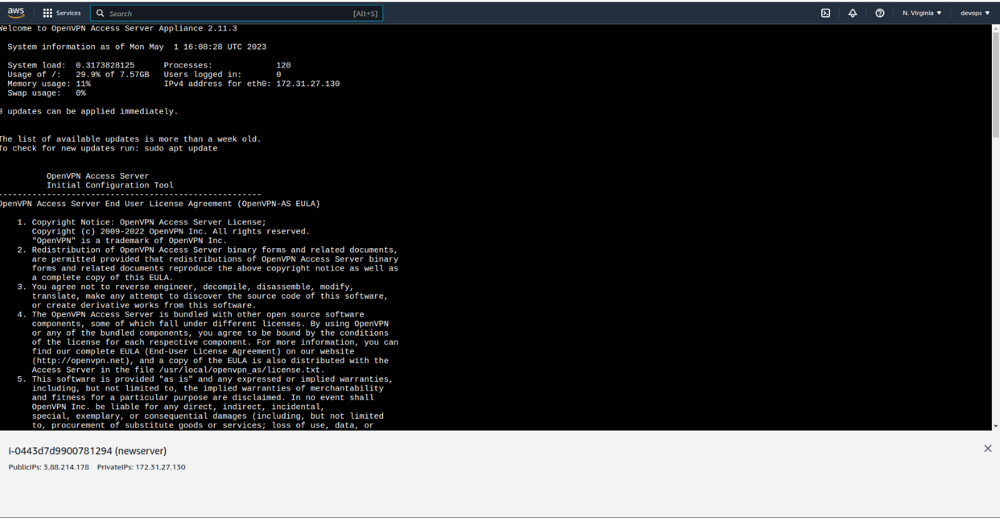 aws Services Search [Alt+S] N. Virginia devops
Welcome to OpenVPN Access Server Appliance 2.11.3
System information as of Mon May  1 16:08:28 UTC 2023
System load:  0.3173828125      Processes:             120
Usage of /:   29.9% of 7.57GB   Users logged in:       0
Memory usage: 11%               IPv4 address for eth0: 172.31.27.130
Swap usage:   0%
0 updates can be applied immediately.
The list of available updates is more than a week old.
To check for new updates run: sudo apt update
OpenVPN Access Server
Initial Configuration Tool
------------------------------------------------------
OpenVPN Access Server End User License Agreement (OpenVPN-AS EULA)
1. Copyright Notice: OpenVPN Access Server License;
Copyright (c) 2009-2022 OpenVPN Inc. All rights reserved.
"OpenVPN" is a trademark of OpenVPN Inc.
2. Redistribution of OpenVPN Access Server binary forms and related documents,
are permitted provided that redistributions of OpenVPN Access Server binary
forms and related documents reproduce the above copyright notice as well as
a complete copy of this EULA.
3. You agree not to reverse engineer, decompile, disassemble, modify,
translate, make any attempt to discover the source code of this software,
or create derivative works from this software.
4. The OpenVPN Access Server is bundled with other open source software
components, some of which fall under different licenses. By using OpenVPN
or any of the bundled components, you agree to be bound by the conditions
of the license for each respective component. For more information, you can
find our complete EULA (End-User License Agreement) on our website
(http://openvpn.net), and a copy of the EULA is also distributed with the
Access Server in the file /usr/local/openvpn_as/license.txt.
5. This software is provided "as is" and any expressed or implied warranties,
including, but not limited to, the implied warranties of merchantability
and fitness for a particular purpose are disclaimed. In no event shall
OpenVPN Inc. be liable for any direct, indirect, incidental,
special, exemplary, or consequential damages (including, but not limited
to, procurement of substitute goods or services; loss of use, data, or
i-0443d7d9900781294 (newserver)
PublicIPs: 3.88.214.178    PrivateIPs: 172.31.27.130